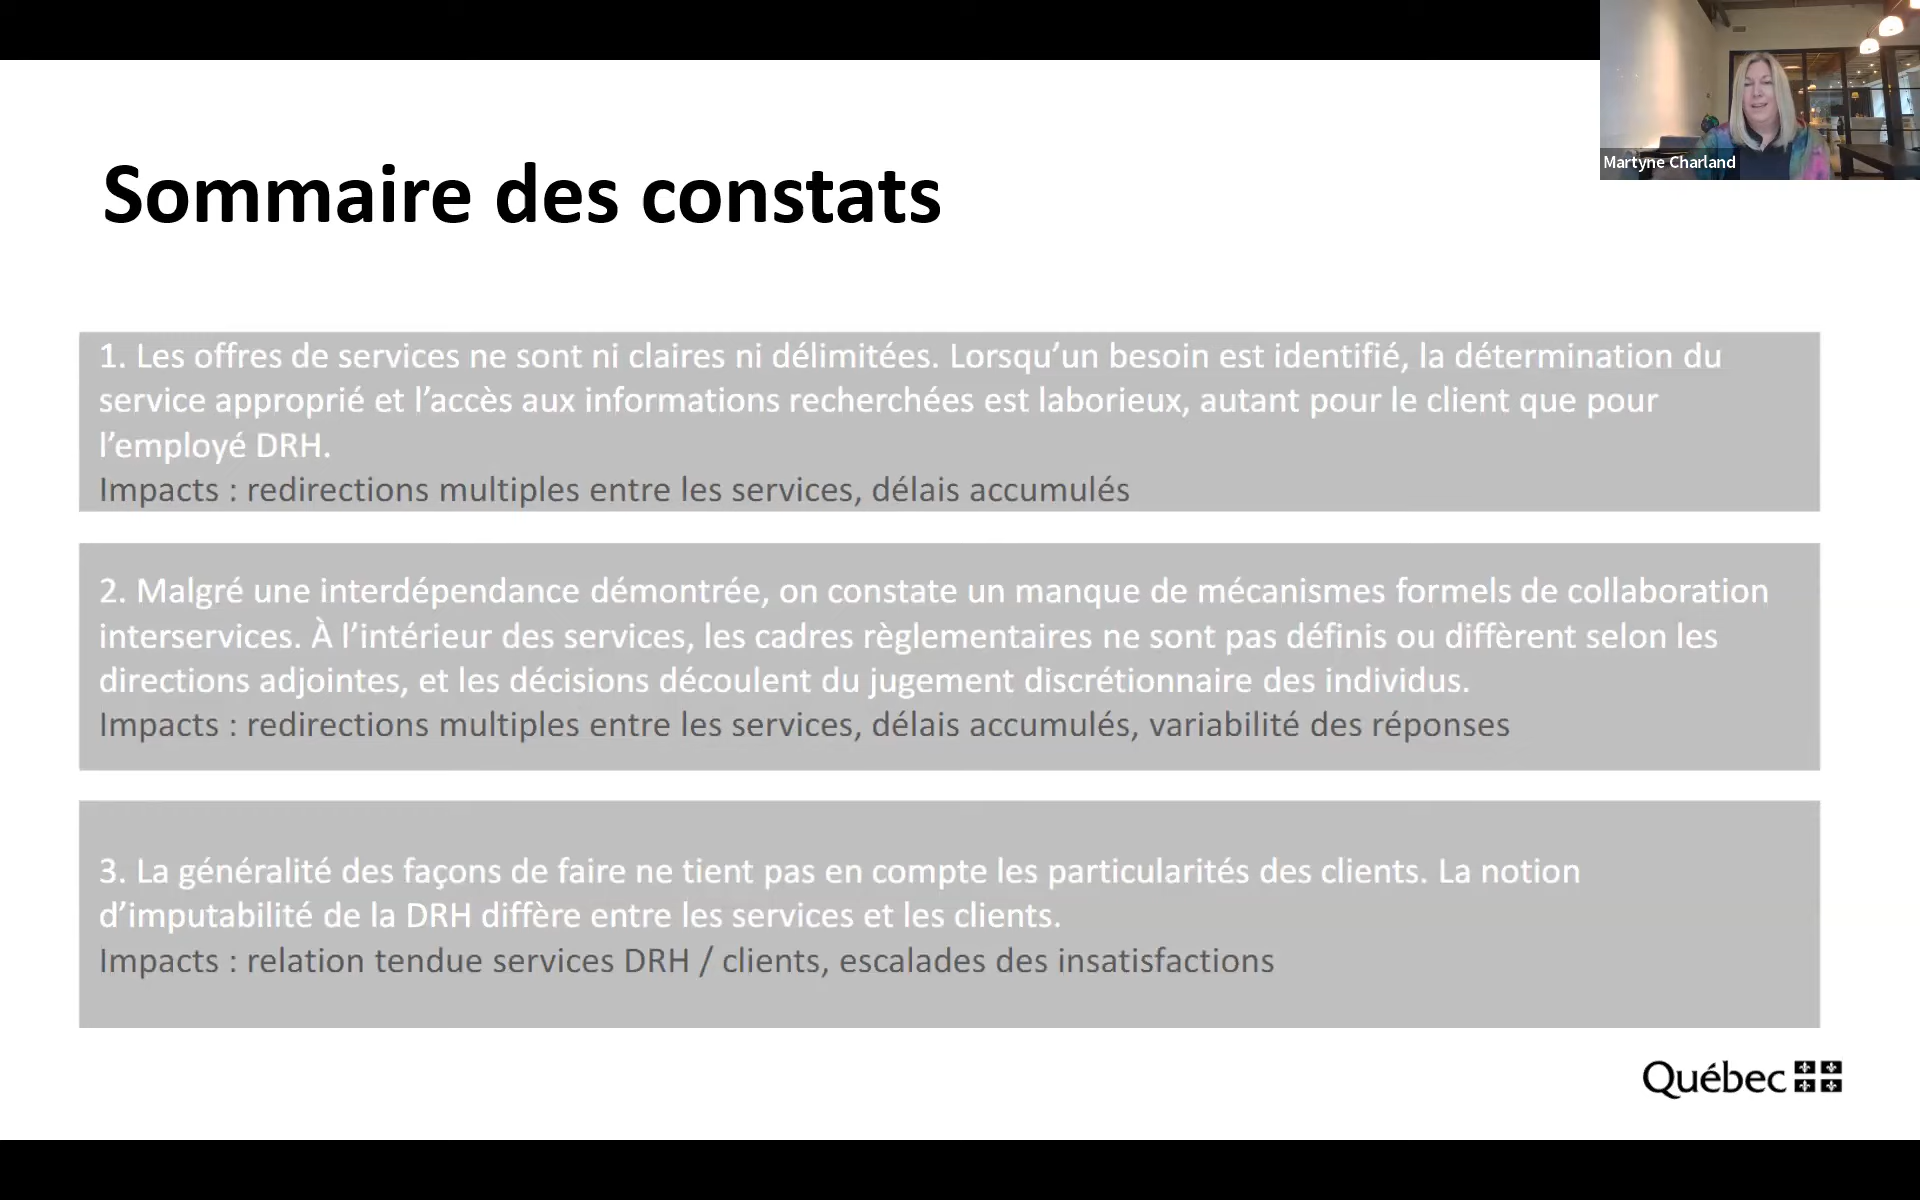 Martyne Charland
Sommaire des constats
1. Les offres de services ne sont ni claires ni délimitées. Lorsqu’un besoin est identifié, la détermination du
service approprié et l’accès aux informations recherchées est laborieux, autant pour le client que pour
l’employé DRH.
Impacts : redirections multiples entre les services, délais accumulés
2. Malgré une interdépendance démontrée, on constate un manque de mécanismes formels de collaboration
interservices. À l’intérieur des services, les cadres règlementaires ne sont pas définis ou diffèrent selon les
directions adjointes, et les décisions découlent du jugement discrétionnaire des individus.
Impacts : redirections multiples entre les services, délais accumulés, variabilité des réponses
3. La généralité des façons de faire ne tient pas en compte les particularités des clients. La notion
d’imputabilité de la DRH diffère entre les services et les clients.
Impacts : relation tendue services DRH / clients, escalades des insatisfactions
Québec